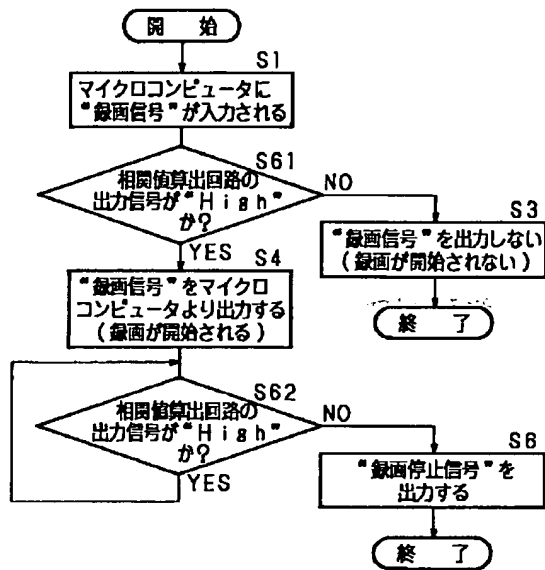 開 始
S1
マイクロコンピュータに
“録画信号”が入力される
S61
相関値算出回路の
出力信号が“High”
か?
NO
YES
S3
“録画信号”を出力しない
(録画が開始されない)
終 了
S4
“録画信号”をマイクロ
コンピュータより出力する
(録画が開始される)
S62
相関値算出回路の
出力信号が“High”
か?
NO
YES
S6
“録画停止信号”を
出力する
終 了